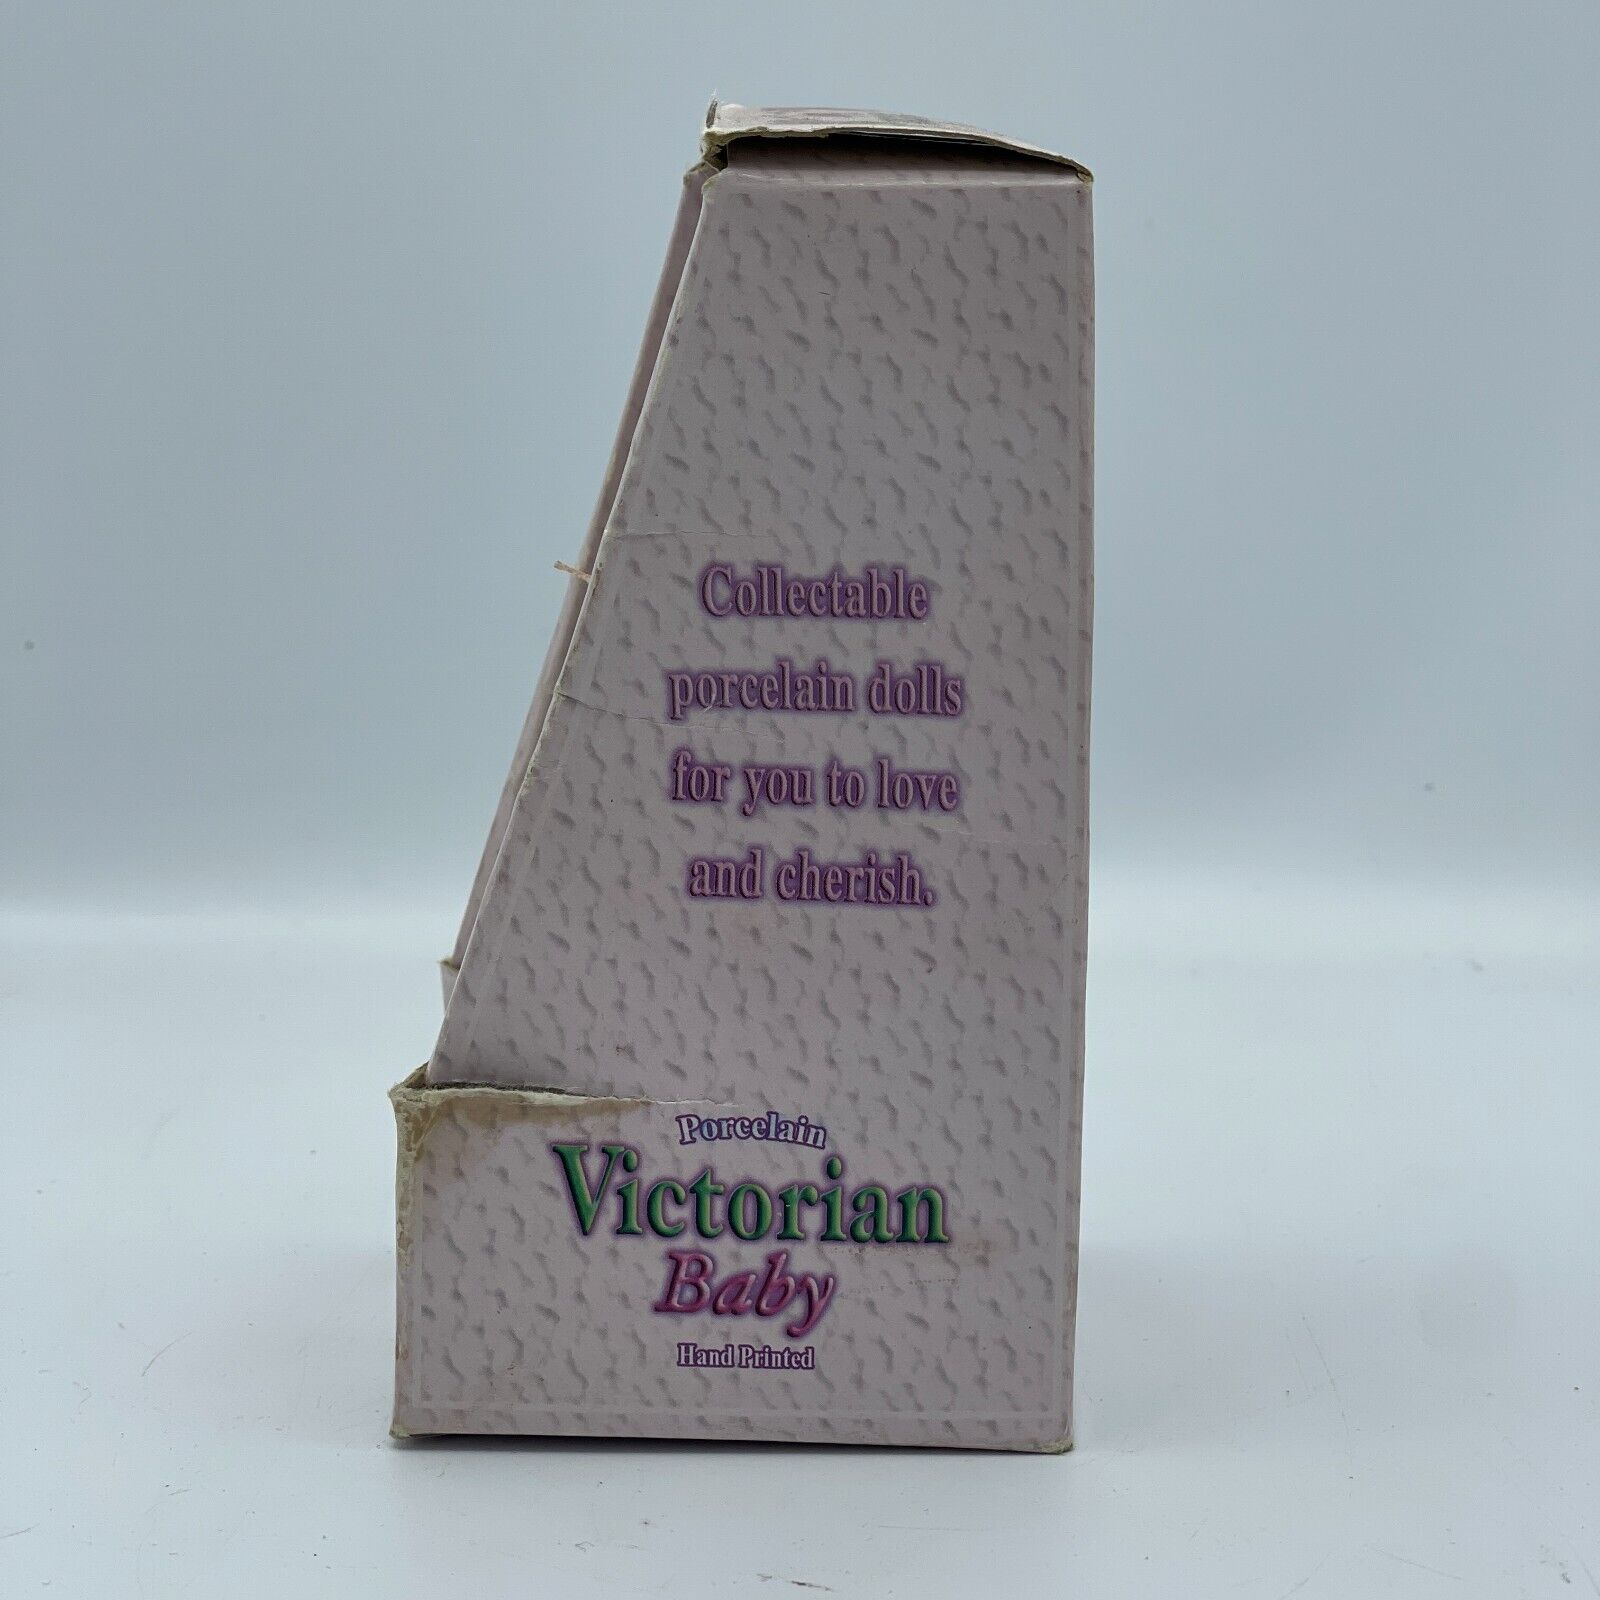 Collectable
porcelain dolls
for you to love
and cherish.
Porcelain
Victorian
Baby
Hand Printed